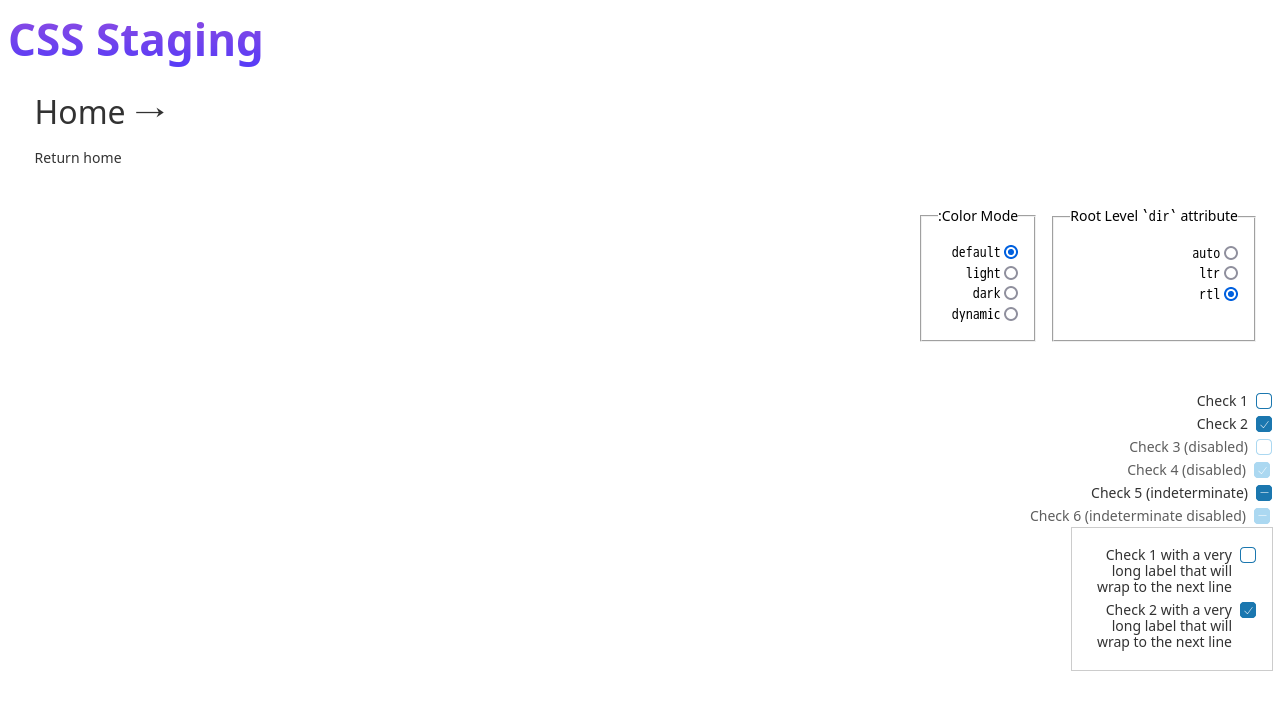 CSS Staging
Home →
Return home
:Color Mode
default
light
dark
dynamic
Root Level `dir` attribute
auto
ltr
rtl
Check 1
Check 2
Check 3 (disabled)
Check 4 (disabled)
Check 5 (indeterminate)
Check 6 (indeterminate disabled)
Check 1 with a very
long label that will
wrap to the next line
Check 2 with a very
long label that will
wrap to the next line